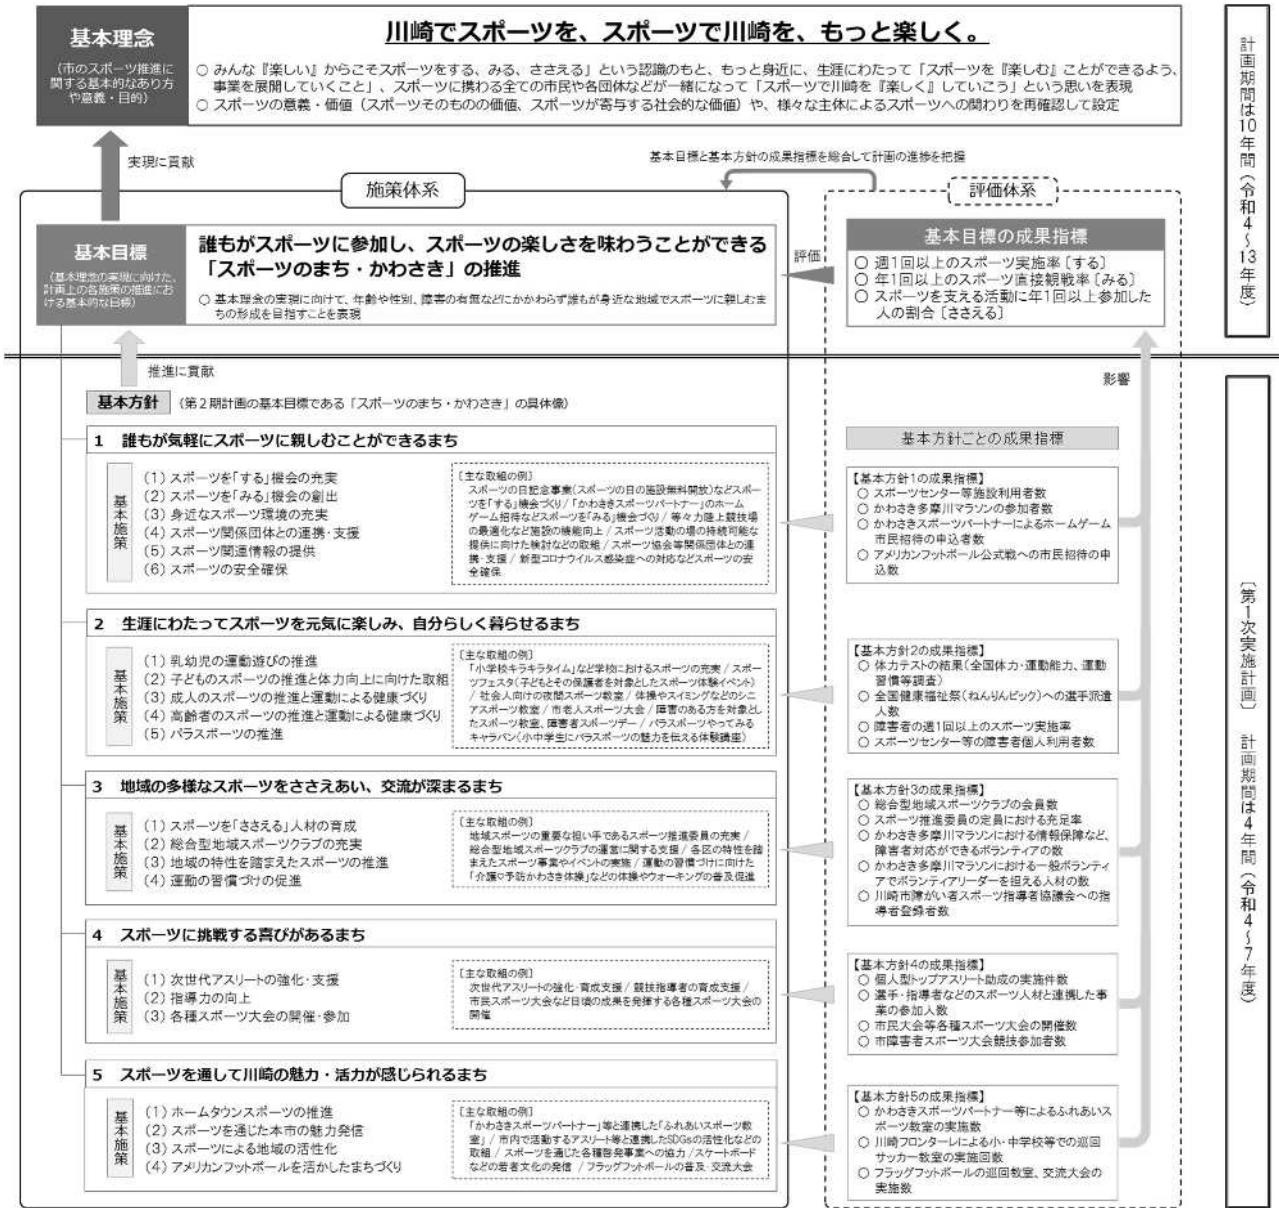 基本理念
(市のスポーツ推進に
関する基本的なあり方
や意義・目的)
川崎でスポーツを、スポーツで川崎を、もっと楽しく。
○ みんな『楽しい』からこそスポーツをする、みる、ささえる」という認識のもと、もっと身近に、生涯にわたって「スポーツを『楽しむ』ことができるよう、
事業を展開していくこと」、スポーツに携わる全ての市民や各団体などが一緒になって「スポーツで川崎を『楽しく』していこう」という思いを表現
○ スポーツの意義・価値(スポーツそのものの価値、スポーツが寄与する社会的な価値)や、様々な主体によるスポーツへの関わりを再確認して設定
計画期間は10年間(令和4~13年度)
実現に貢献
基本目標と基本方針の成果指標を総合して計画の進捗を把握
施策体系
評価体系
基本目標
(基本理念の実現に向けた、
計画上の各施策の推進にお
ける基本的な目標)
誰もがスポーツに参加し、スポーツの楽しさを味わうことができる
「スポーツのまち・かわさき」の推進
○ 基本理念の実現に向けて、年齢や性別、障害の有無などにかかわらず誰もが身近な地域でスポーツに親しむま
ちの形成を目指すことを表現
評価
基本目標の成果指標
○ 週1回以上のスポーツ実施率〔する〕
○ 年1回以上のスポーツ直接観戦率〔みる〕
○ スポーツを支える活動に年1回以上参加した
人の割合〔ささえる〕
推進に貢献
影響
基本方針
(第2期計画の基本目標である「スポーツのまち・かわさき」の具体像)
〔第1次実施計画〕 計画期間は4年間(令和4~7年度)
1 誰もが気軽にスポーツに親しむことができるまち
基本施策
(1)スポーツを「する」機会の充実
(2)スポーツを「みる」機会の創出
(3)身近なスポーツ環境の充実
(4)スポーツ関係団体との連携・支援
(5)スポーツ関連情報の提供
(6)スポーツの安全確保
〔主な取組の例〕
スポーツの日記念事業(スポーツの日の施設無料開放)などスポー
ツを「する」機会づくり/「かわさきスポーツパートナー」のホーム
ゲーム招待などスポーツを「みる」機会づくり / 等々力陸上競技場
の最適化など施設の機能向上 / スポーツ活動の場の持続可能な
提供に向けた検討などの取組 / スポーツ協会等関係団体との連
携・支援 / 新型コロナウイルス感染症への対応などスポーツの安
全確保
基本方針ごとの成果指標
【基本方針1の成果指標】
○ スポーツセンター等施設利用者数
○ かわさき多摩川マラソンの参加者数
○ かわさきスポーツパートナーによるホームゲーム
市民招待の申込者数
○ アメリカンフットボール公式戦への市民招待の申
込数
2 生涯にわたってスポーツを元気に楽しみ、自分らしく暮らせるまち
基本施策
(1)乳幼児の運動遊びの推進
(2)子どものスポーツの推進と体力向上に向けた取組
(3)成人のスポーツの推進と運動による健康づくり
(4)高齢者のスポーツの推進と運動による健康づくり
(5)パラスポーツの推進
〔主な取組の例〕
「小学校キラキラタイム」など学校におけるスポーツの充実 / スポー
ツフェスタ(子どもとその保護者を対象としたスポーツ体験イベント)
/ 社会人向けの夜間スポーツ教室 / 体操やスイミングなどのシニ
アスポーツ教室 / 市老人スポーツ大会 / 障害のある方を対象とし
たスポーツ教室、障害者スポーツデー / パラスポーツやってみる
キャラバン(小中学生にパラスポーツの魅力を伝える体験講座)
【基本方針2の成果指標】
○ 体力テストの結果(全国体力・運動能力、運動
習慣等調査)
○ 全国健康福祉祭(ねんりんピック)への選手派遣
人数
○ 障害者の週1回以上のスポーツ実施率
○ スポーツセンター等の障害者個人利用者数
3 地域の多様なスポーツをささえあい、交流が深まるまち
基本施策
(1)スポーツを「ささえる」人材の育成
(2)総合型地域スポーツクラブの充実
(3)地域の特性を踏まえたスポーツの推進
(4)運動の習慣づけの促進
〔主な取組の例〕
地域スポーツの重要な担い手であるスポーツ推進委員の充実 /
総合型地域スポーツクラブの運営に関する支援 / 各区の特性を踏
まえたスポーツ事業やイベントの実施 / 運動の習慣づけに向けた
「介護♡予防かわさき体操」などの体操やウオーキングの普及促進
【基本方針3の成果指標】
○ 総合型地域スポーツクラブの会員数
○ スポーツ推進委員の定員における充足率
○ かわさき多摩川マラソンにおける情報保障など、
障害者対応ができるボランティアの数
○ かわさき多摩川マラソンにおける一般ボランティ
アでボランティアリーダーを担える人材の数
○ 川崎市障がい者スポーツ指導者協議会への指
導者登録者数
4 スポーツに挑戦する喜びがあるまち
基本施策
(1)次世代アスリートの強化・支援
(2)指導力の向上
(3)各種スポーツ大会の開催・参加
〔主な取組の例〕
次世代アスリートの強化・育成支援 / 競技指導者の育成支援 /
市民スポーツ大会など日頃の成果を発揮する各種スポーツ大会の
開催
【基本方針4の成果指標】
○ 個人型トップアスリート助成の実施件数
○ 選手・指導者などのスポーツ人材と連携した事
業の参加人数
○ 市民大会等各種スポーツ大会の開催数
○ 市障害者スポーツ大会競技参加者数
5 スポーツを通して川崎の魅力・活力が感じられるまち
基本施策
(1)ホームタウンスポーツの推進
(2)スポーツを通じた本市の魅力発信
(3)スポーツによる地域の活性化
(4)アメリカンフットボールを活かしたまちづくり
〔主な取組の例〕
「かわさきスポーツパートナー」等と連携した「ふれあいスポーツ教
室」 / 市内で活動するアスリート等と連携したSDGsの活性化などの
取組 / スポーツを通じた各種啓発事業への協力 / スケートボード
などの若者文化の発信 / フラッグフットボールの普及・交流大会
【基本方針5の成果指標】
○ かわさきスポーツパートナー等によるふれあいス
ポーツ教室の実施数
○ 川崎フロンターレによる小・中学校等での巡回
サッカー教室の実施回数
○ フラッグフットボールの巡回教室、交流大会の
実施数